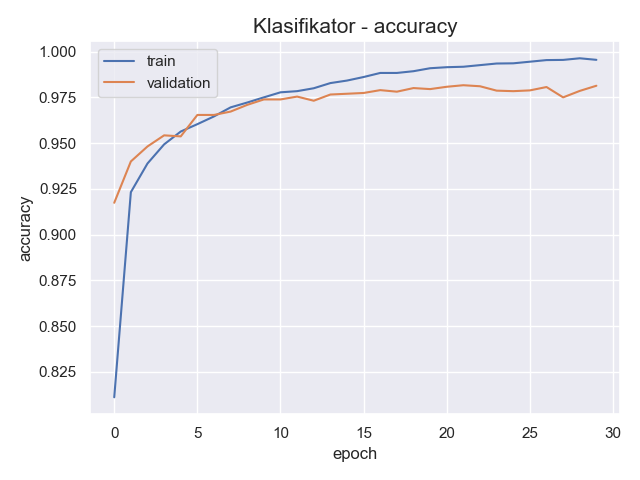 Klasifikator - accuracy
train
validation
1.000
0.975
0.950
0.925
0.900
0.875
0.850
0.825
accuracy
0 5 10 15 20 25 30
epoch